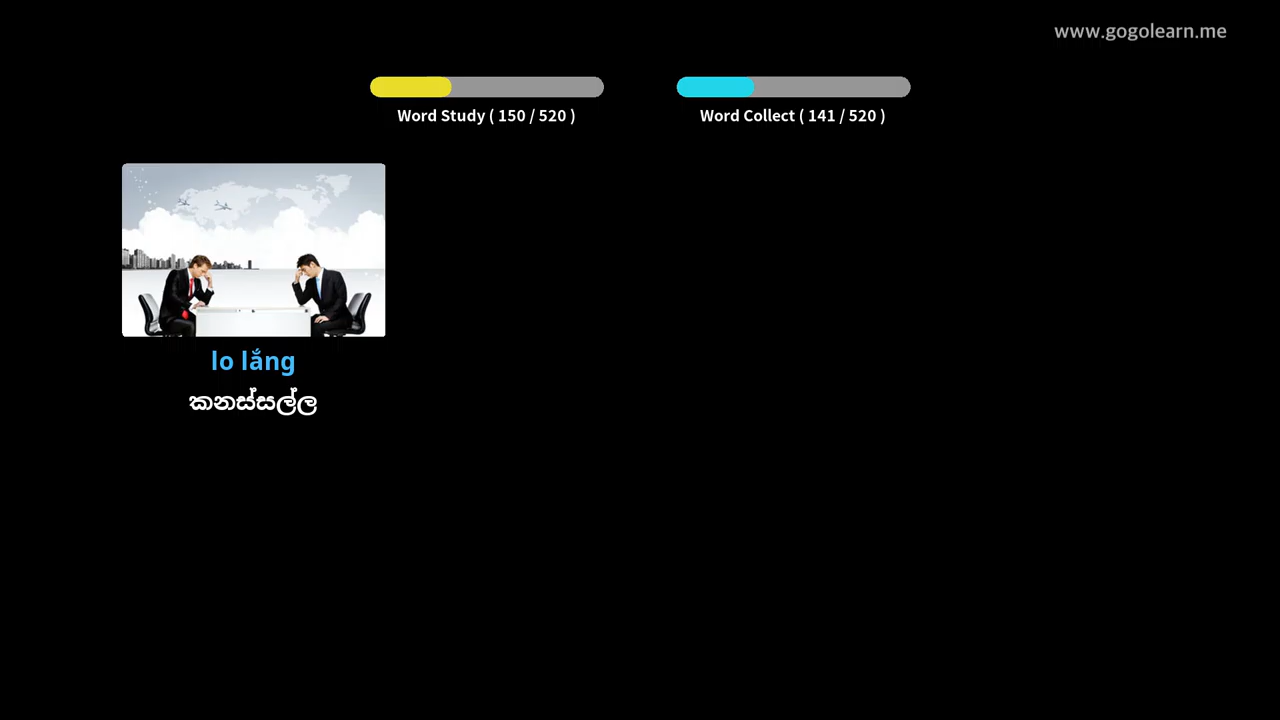 www.gogolearn.me
Word Study ( 150 / 520 )
Word Collect ( 141 / 520 )
lo lắng
කනස්සල්ල